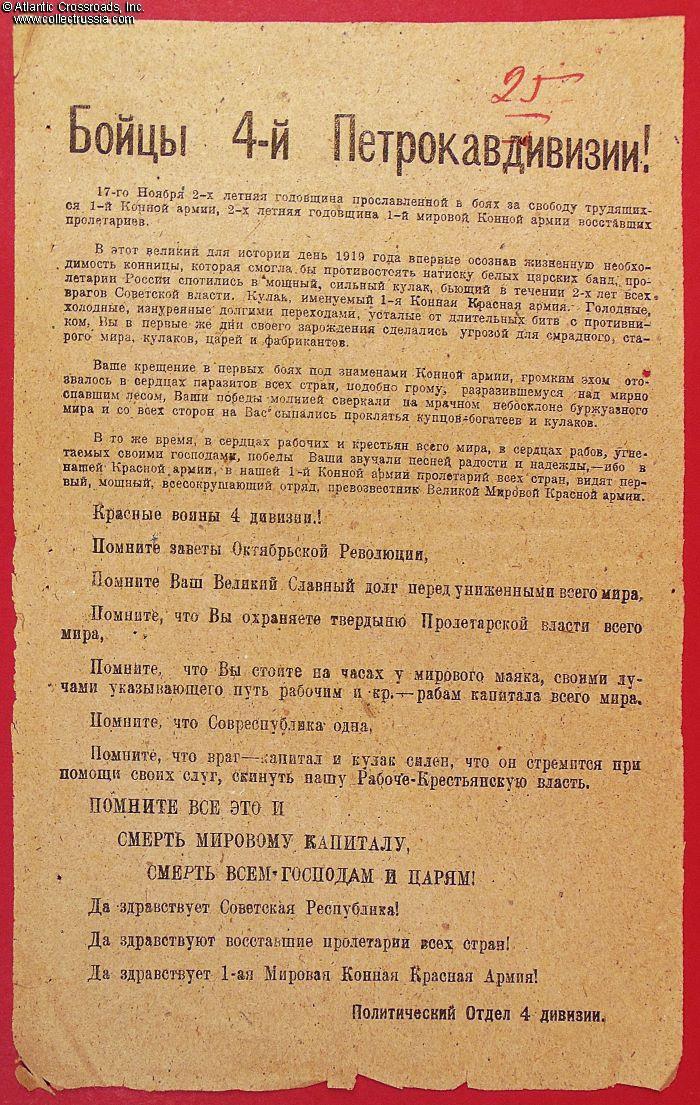 © Atlantic Crossroads, Inc.
www.collectrussia.com
25
Бойцы 4-й Петрокавдивизии!
17-го Ноября 2-х летняя годовщина прославленной в боях за свободу трудящих-
ся 1-й Конной армии, 2-х летняя годовщина 1-й мировой Конной армии восставших
пролетариев.
В этот великий для истории день 1919 года впервые осознав жизненную необхо-
димость конницы, которая смогла бы противостоять натиску белых царских банд, про-
летарии России сплотились в мощный, сильный кулак, бьющий в течении 2-х лет всех
врагов Советской власти. Кулак, именуемый 1-я Конная Красная армия. Голодные,
холодные, изнуренные долгими переходами, усталые от длительных битв с противни-
ком, Вы в первые же дни своего зарождения сделались угрозой для смрадного, ста-
рого мира, кулаков, царей и фабрикантов.
Ваше крещение в первых боях под знаменами Конной армии, громким эхом ото-
звалось в сердцах паразитов всех стран, подобно грому, разразившемуся над мирно
спавшим лесом, Ваши победы молнией сверкали на мрачном небосклоне буржуазного
мира и со всех сторон на Вас сыпались проклятья купцов-богатеев и кулаков.
В то же время, в сердцах рабочих и крестьян всего мира, в сердцах рабов, угне-
таемых своими господами, победы Ваши звучали песней радости и надежды,—ибо в
нашей Красной армии, в нашей 1-й Конной армии пролетарий всех стран, видят пер-
вый, мощный, всесокрушающий отряд, превозвестник Великой Мировой Красной армии.
Красные воины 4 дивизии.!
Помните заветы Октябрьской Революции,
Помните Ваш Великий Славный долг перед униженными всего мира,
Помните, что Вы охраняете твердыню Пролетарской власти всего
мира,
Помните, что Вы стоите на часах у мирового маяка, своими лу-
чами указывающего путь рабочим и кр.—рабам капитала всего мира.
Помните, что Совреспублика одна,
Помните, что враг—капитал и кулак силен, что он стремится при
помощи своих слуг, скинуть нашу Рабоче-Крестьянскую власть.
ПОМНИТЕ ВСЕ ЭТО И
СМЕРТЬ МИРОВОМУ КАПИТАЛУ,
СМЕРТЬ ВСЕМ ГОСПОДАМ И ЦАРЯМ!
Да здравствует Советская Республика!
Да здравствуют восставшие пролетарии всех стран!
Да здравствует 1-ая Мировая Конная Красная Армия!
Политический Отдел 4 дивизии.